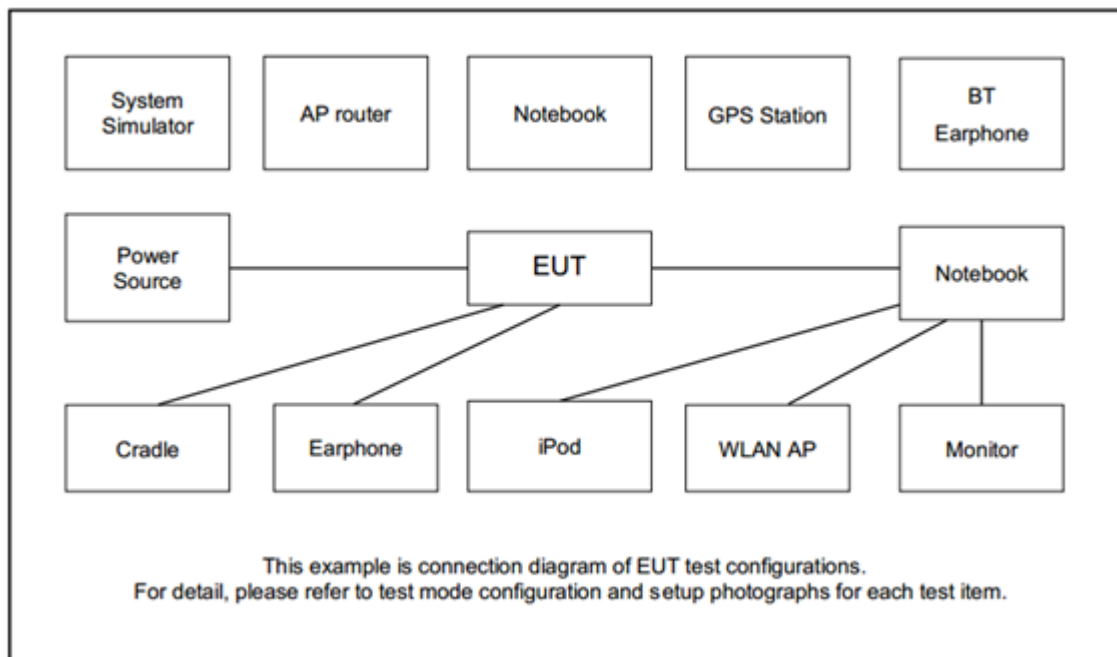 System
Simulator
AP router
Notebook
GPS Station
BT
Earphone
Power
Source
EUT
Notebook
Cradle
Earphone
iPod
WLAN AP
Monitor
This example is connection diagram of EUT test configurations.
For detail, please refer to test mode configuration and setup photographs for each test item.